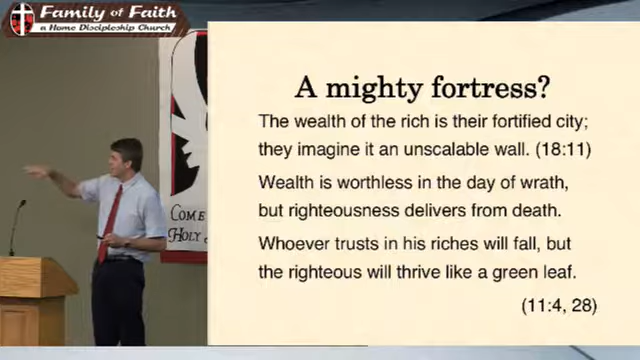 Family of Faith
a Home Discipleship Church
A mighty fortress?
The wealth of the rich is their fortified city;
they imagine it an unscalable wall. (18:11)
Wealth is worthless in the day of wrath,
but righteousness delivers from death.
Whoever trusts in his riches will fall, but
the righteous will thrive like a green leaf.
(11:4, 28)
COME
HOLY